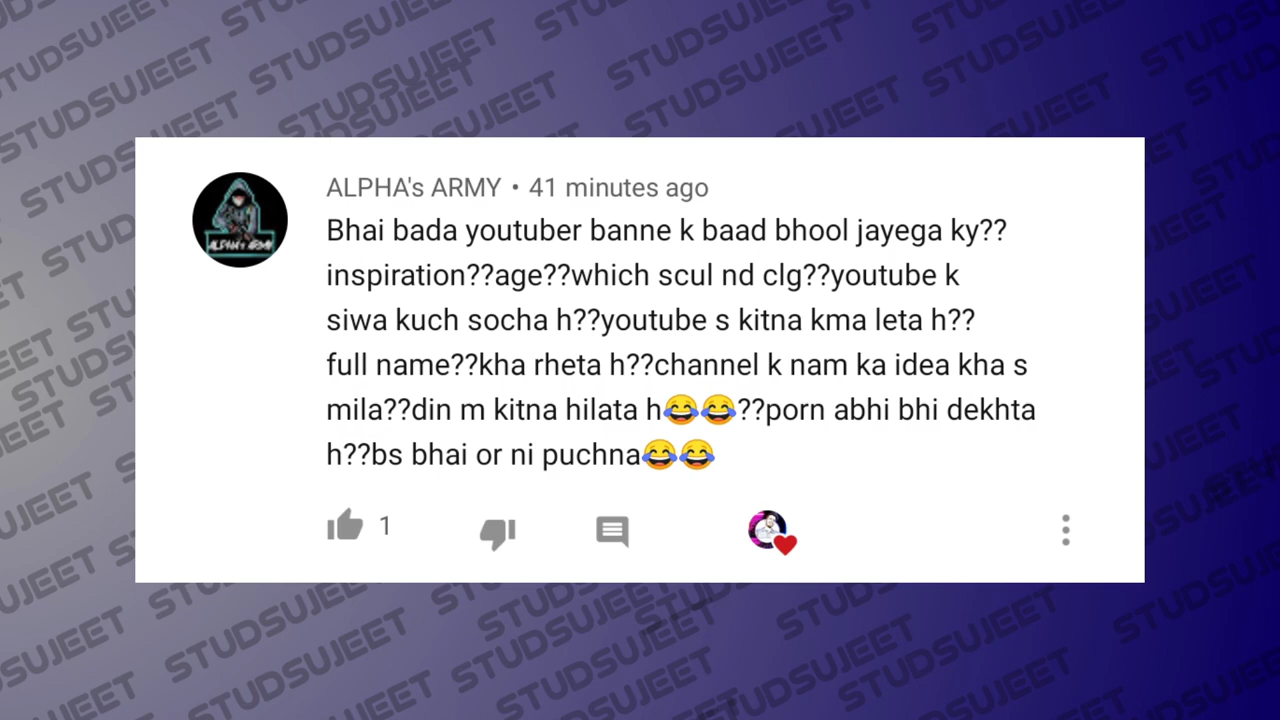 ALPHA's ARMY • 41 minutes ago
Bhai bada youtuber banne k baad bhool jayega ky??
inspiration??age??which scul nd clg??youtube k
siwa kuch socha h??youtube s kitna kma leta h??
full name??kha rheta h??channel k nam ka idea kha s
mila??din m kitna hilata h😂😂??porn abhi bhi dekhta
h??bs bhai or ni puchna😂😂
1
STUDSUJEET